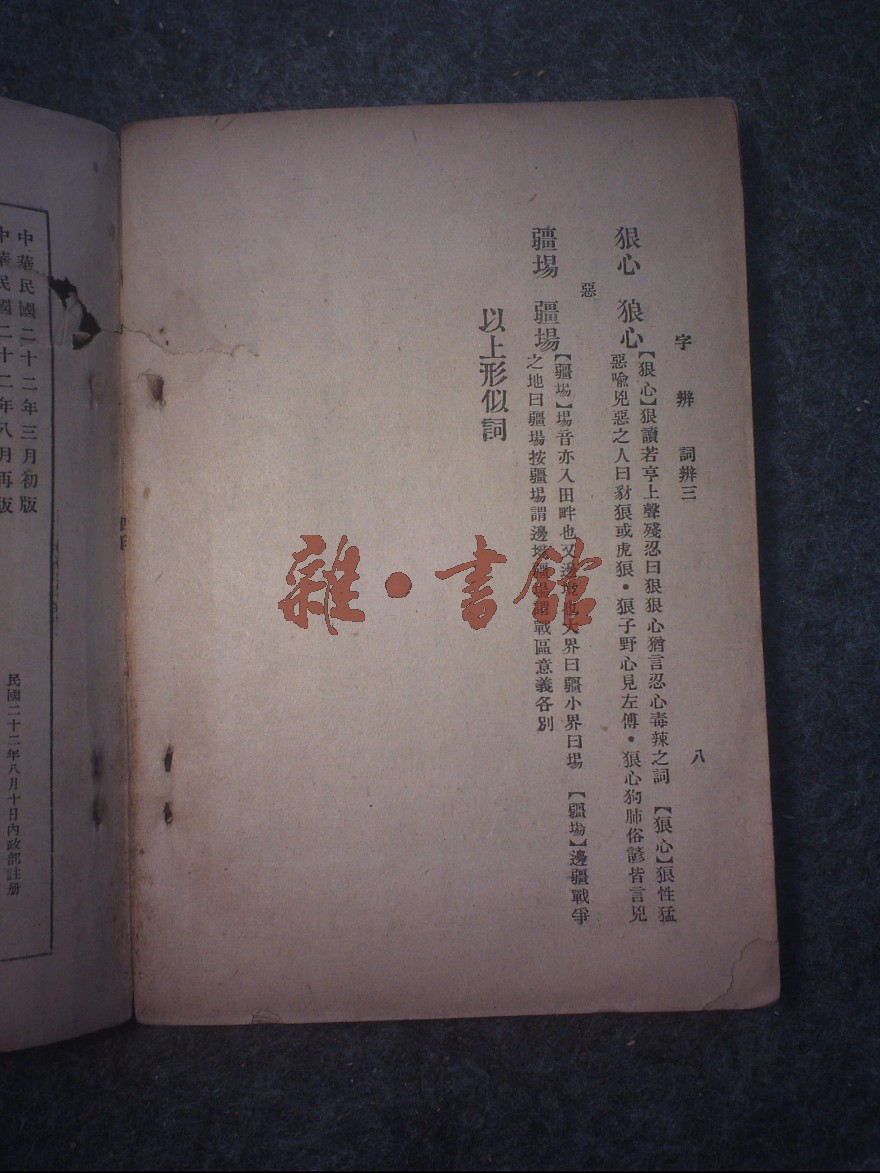 字辨 詞辨三 八
狠心 狼心【狠心】狠讀若亨上聲殘忍曰狠狠心猶言忍心毒辣之詞 【狼心】狼性猛
惡喻兇惡之人曰豺狼或虎狼•狼子野心見左傳•狼心狗肺俗諺皆言兇
惡
疆埸 疆場【疆埸】埸音亦入田畔也又邊境也大界曰疆小界曰埸 【疆場】邊疆戰爭
之地曰疆場按疆埸謂邊境疆場謂戰區意義各別
以上形似詞
中華民國二十二年三月初版
中華民國二十二年八月再版
民國二十二年八月十日內政部註册
雜•書館